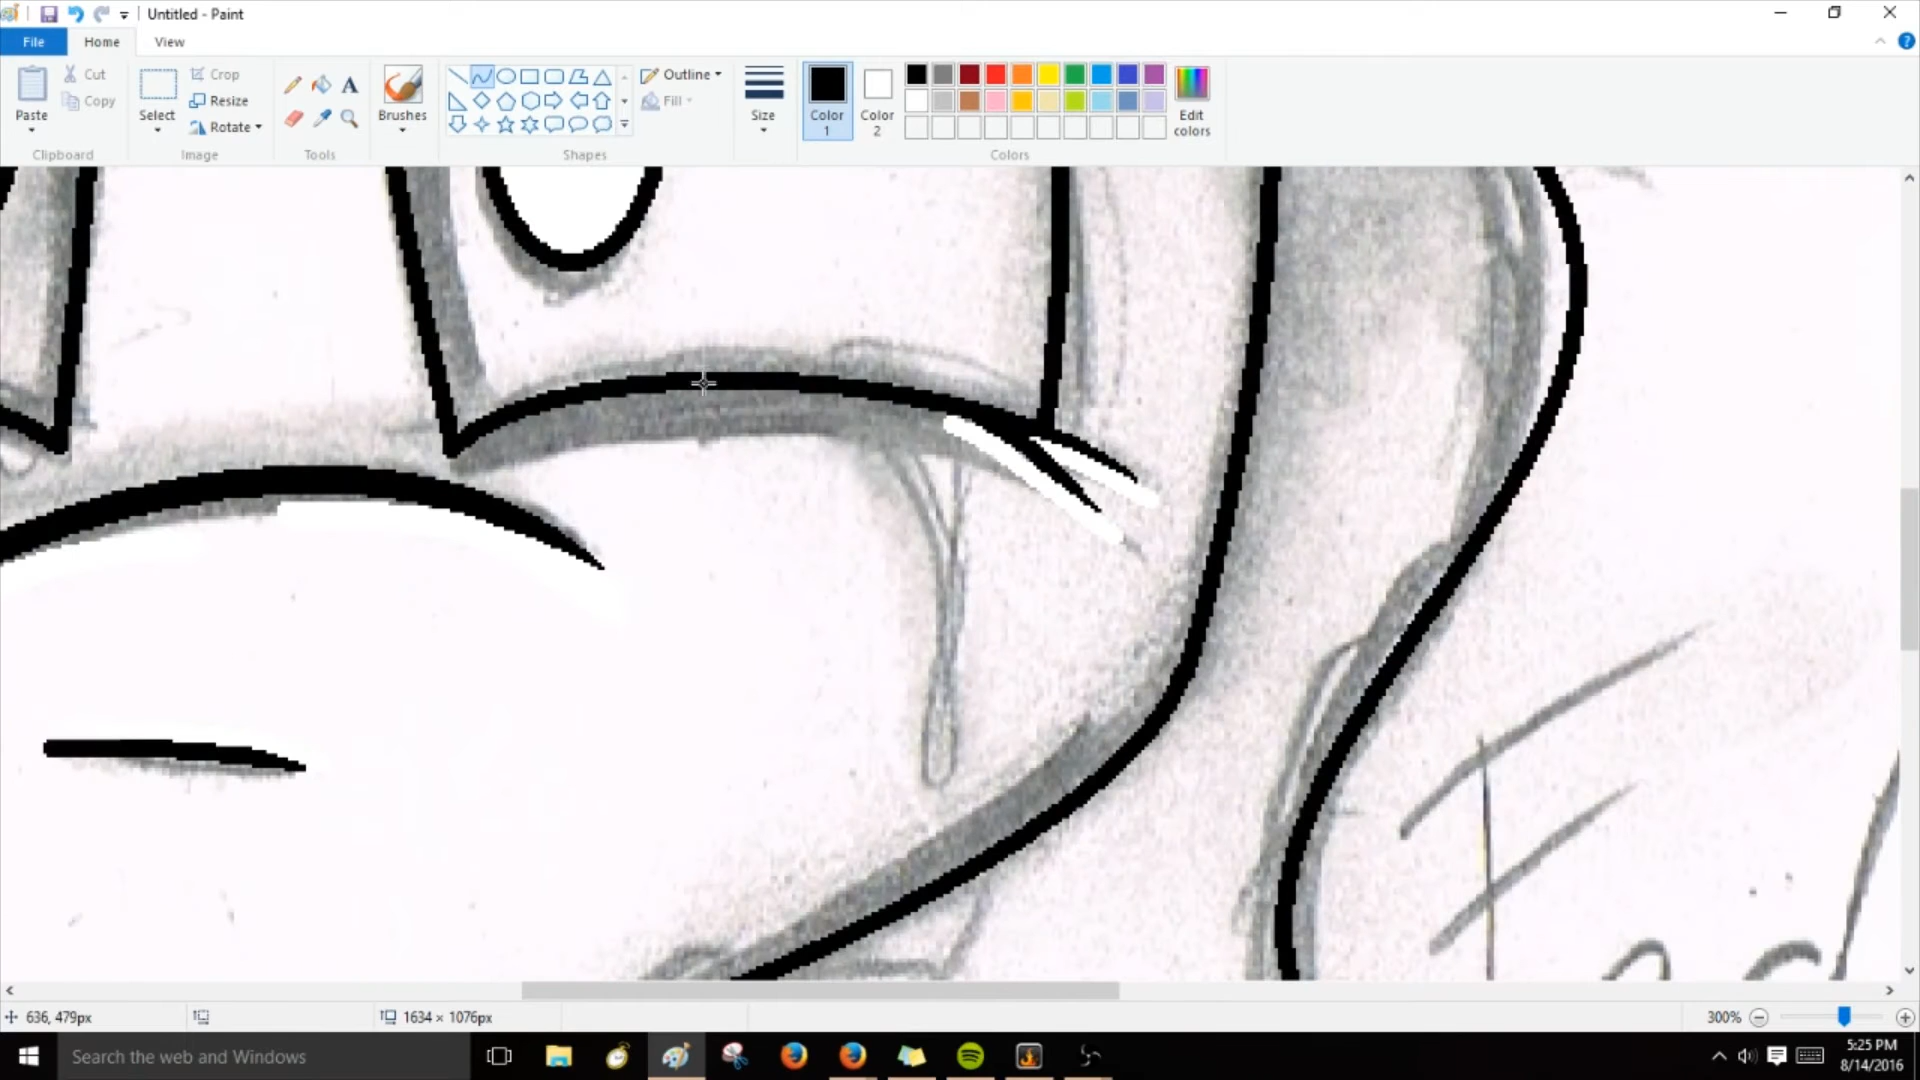 Untitled - Paint
File Home View
Paste
Cut
Copy
Clipboard
Select
Crop
Resize
Rotate
Image
A
Tools
Brushes
Shapes
Outline
Fill
Size
Color 1
Color 2
Edit colors
Colors
636, 479px
1634 × 1076px
300%
Search the web and Windows
5:25 PM
8/14/2016